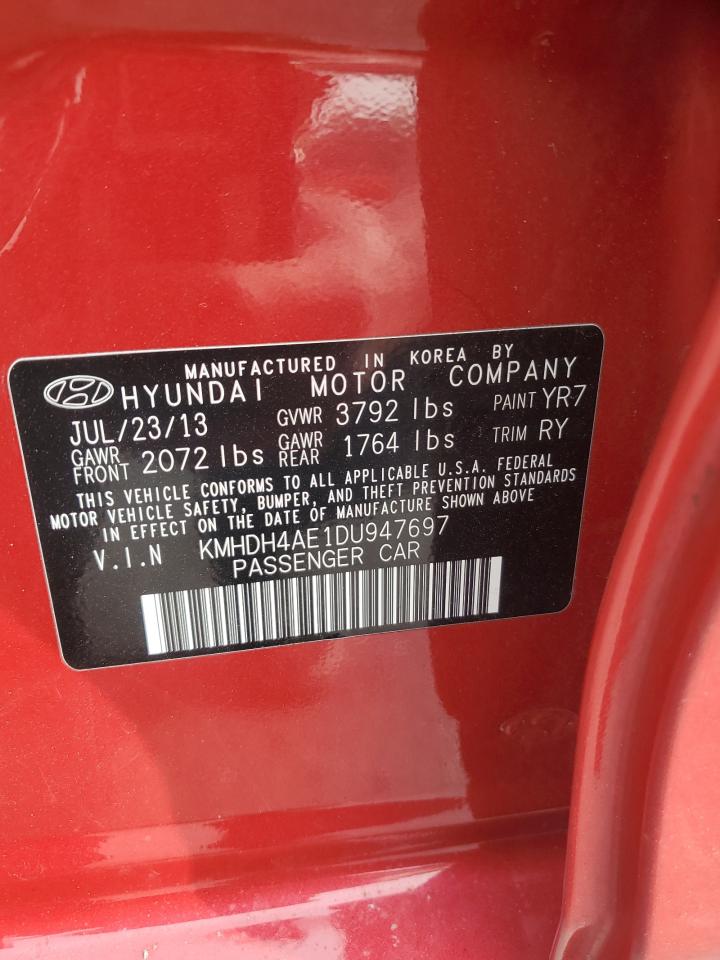 MANUFACTURED IN KOREA BY
HYUNDAI MOTOR COMPANY
JUL/23/13 GVWR 3792 lbs PAINT YR-7
GAWR FRONT 2072 lbs GAWR REAR 1764 lbs TRIM RY
THIS VEHICLE CONFORMS TO ALL APPLICABLE U.S.A. FEDERAL
MOTOR VEHICLE SAFETY, BUMPER, AND THEFT PREVENTION STANDARDS
IN EFFECT ON THE DATE OF MANUFACTURE SHOWN ABOVE
V.I.N KMHDH4AE1DU947697
PASSENGER CAR